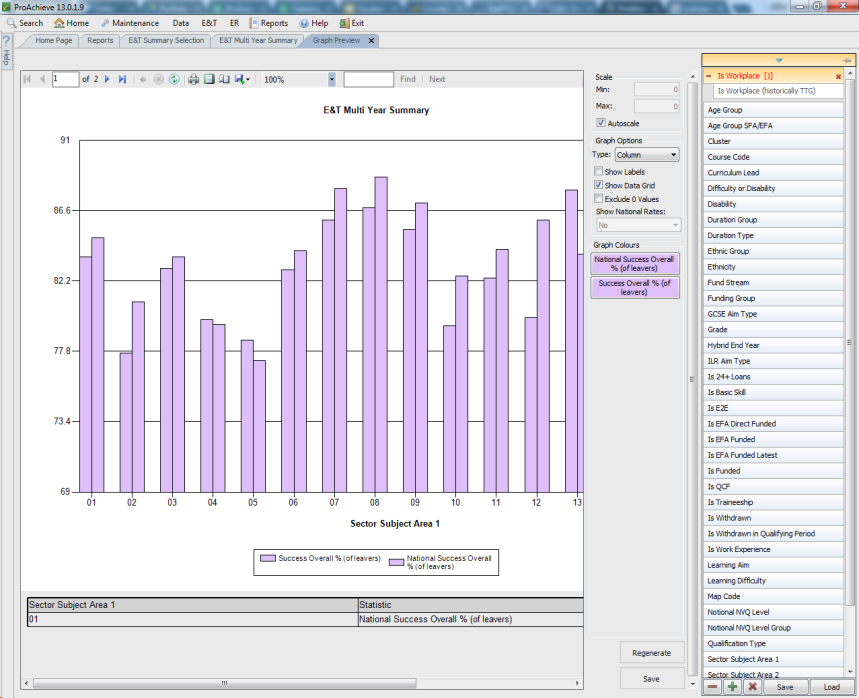 ProAchieve 13.0.1.9
Search Home Maintenance Data E&T ER Reports Help Exit
Home Page Reports E&T Summary Selection E&T Multi Year Summary Graph Preview
? Help
1 of 2 100% Find Next
E&T Multi Year Summary
91
86.6
82.2
77.8
73.4
69
01 02 03 04 05 06 07 08 09 10 11 12 13
Sector Subject Area 1
Success Overall % (of leavers) National Success Overall
% (of leavers)
Sector Subject Area 1 Statistic
01 National Success Overall % (of leavers)
Scale
Min: 0
Max: 0
Autoscale
Graph Options
Type: Column
Show Labels
Show Data Grid
Exclude 0 Values
Show National Rates:
No
Graph Colours
National Success Overall
% (of leavers)
Success Overall % (of
leavers)
Regenerate
Save
Is Workplace [1]
Is Workplace (historically TTG)
Age Group
Age Group SFA/EFA
Cluster
Course Code
Curriculum Lead
Difficulty or Disability
Disability
Duration Group
Duration Type
Ethnic Group
Ethnicity
Fund Stream
Funding Group
GCSE Aim Type
Grade
Hybrid End Year
ILR Aim Type
Is 24+ Loans
Is Basic Skill
Is E2E
Is EFA Direct Funded
Is EFA Funded
Is EFA Funded Latest
Is Funded
Is QCF
Is Traineeship
Is Withdrawn
Is Withdrawn in Qualifying Period
Is Work Experience
Learning Aim
Learning Difficulty
Map Code
Notional NVQ Level
Notional NVQ Level Group
Qualification Type
Sector Subject Area 1
Sector Subject Area 2
Save Load